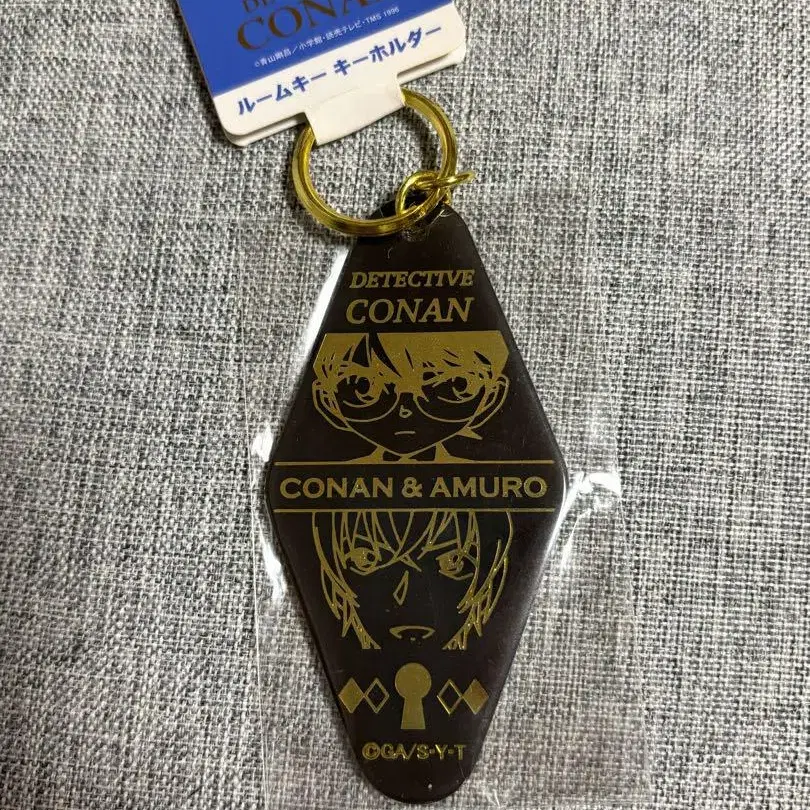 CONAN
©青山剛昌／小学館・読売テレビ・TMS 1996
ルームキー キーホルダー
DETECTIVE
CONAN
CONAN & AMURO
©GA/S・Y・T